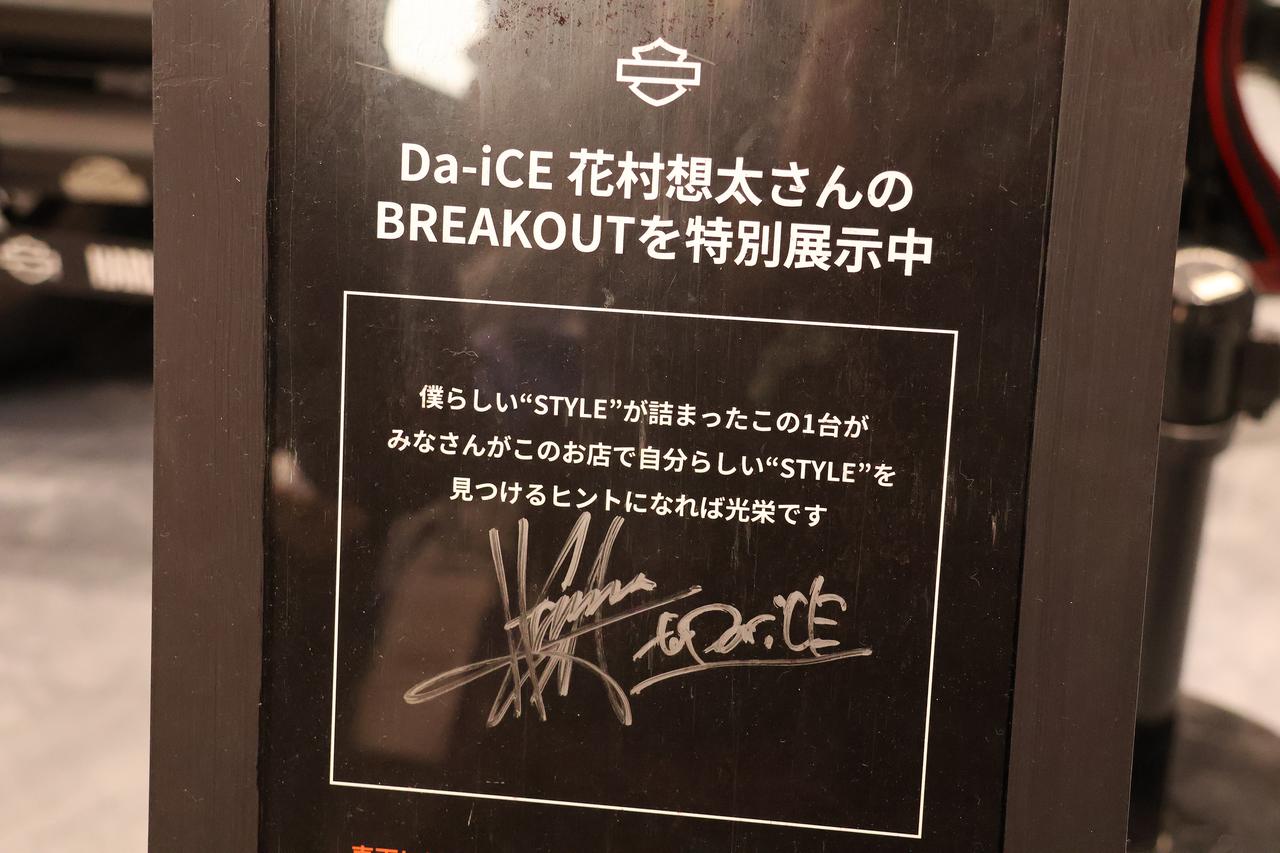 Da-iCE 花村想太さんの
BREAKOUTを特別展示中
僕らしい“STYLE”が詰まったこの1台が
みなさんがこのお店で自分らしい“STYLE”を
見つけるヒントになれば光栄です
Da-iCE